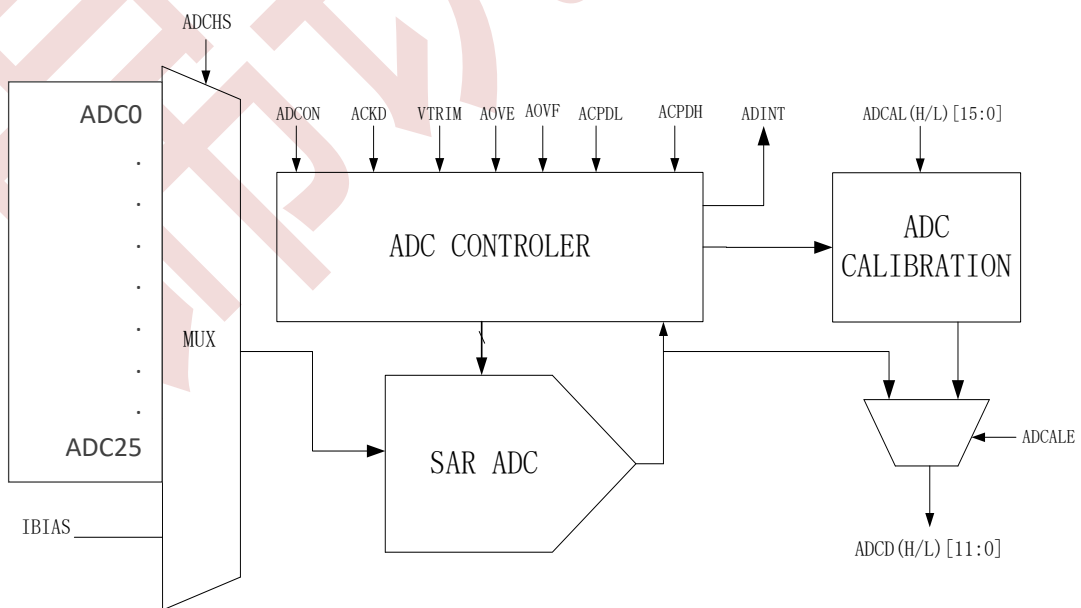 ADCHS
ADC0
.
.
.
.
.
.
.
ADC25
IBIAS
MUX
ADCON ACKD VTRIM AOVE AOVF ACPDL ACPDH ADINT
ADC CONTROLER
ADCAL(H/L)[15:0]
ADC
CALIBRATION
SAR ADC
ADCALE
ADCD(H/L)[11:0]